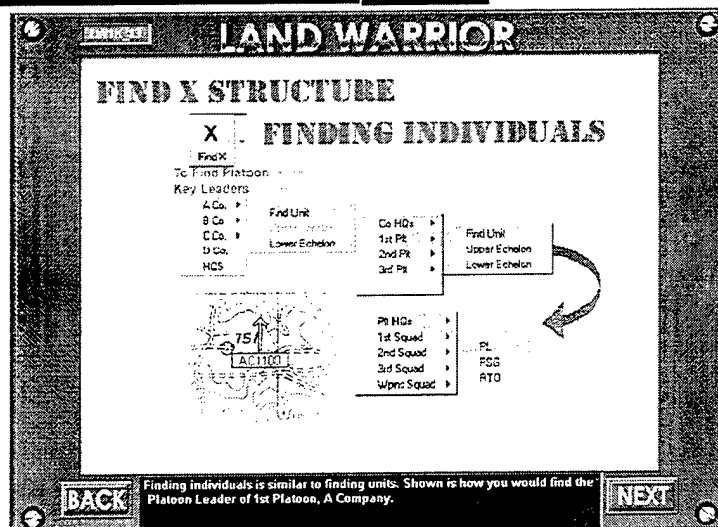 LAND WARRIOR
FIND X STRUCTURE
X - FINDING INDIVIDUALS
Find X
To Find Platoon
Key Leaders
A Co.
B Co.
C Co.
D Co.
HCS
Find Unit
Lower Echelon
Co HQs
1st Plt
2nd Plt
3rd Plt
Find Unit
Upper Echelon
Lower Echelon
757
AC1100
Plt HQs
1st Squad
2nd Squad
3rd Squad
Wpns Squad
PL
PSG
RTO
BACK
Finding individuals is similar to finding units. Shown is how you would find the
Platoon Leader of 1st Platoon, A Company.
NEXT